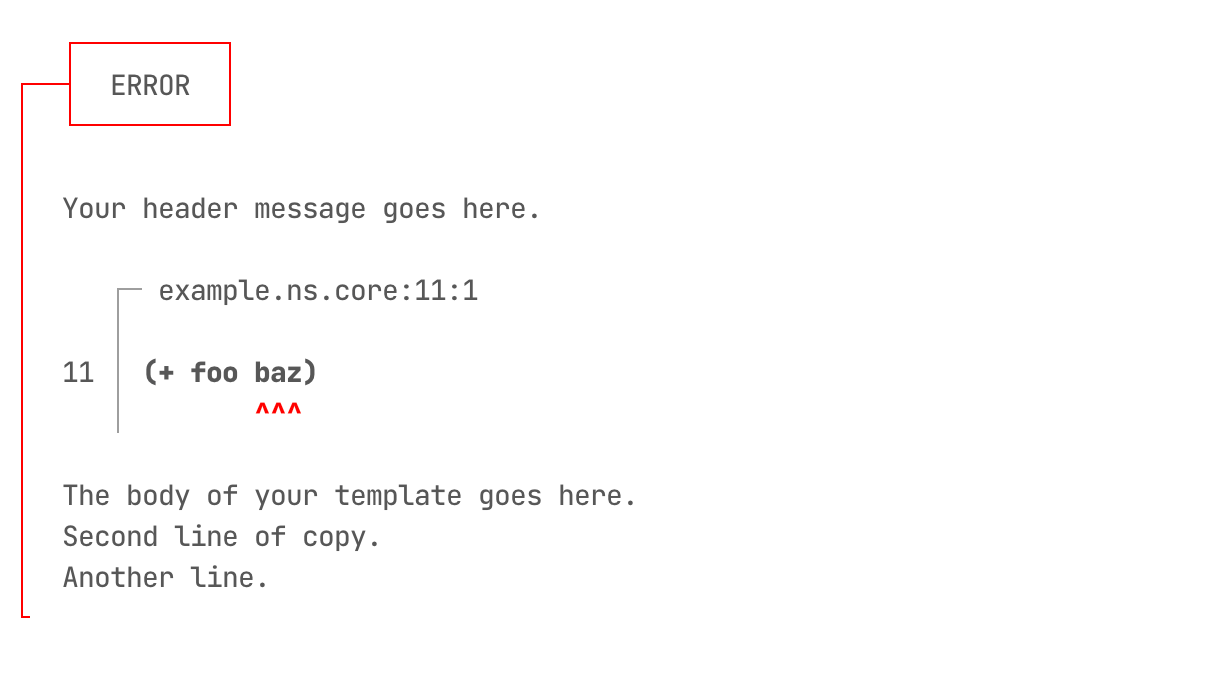 ERROR
Your header message goes here.
example.ns.core:11:1
11 (+ foo baz)
^^^
The body of your template goes here.
Second line of copy.
Another line.